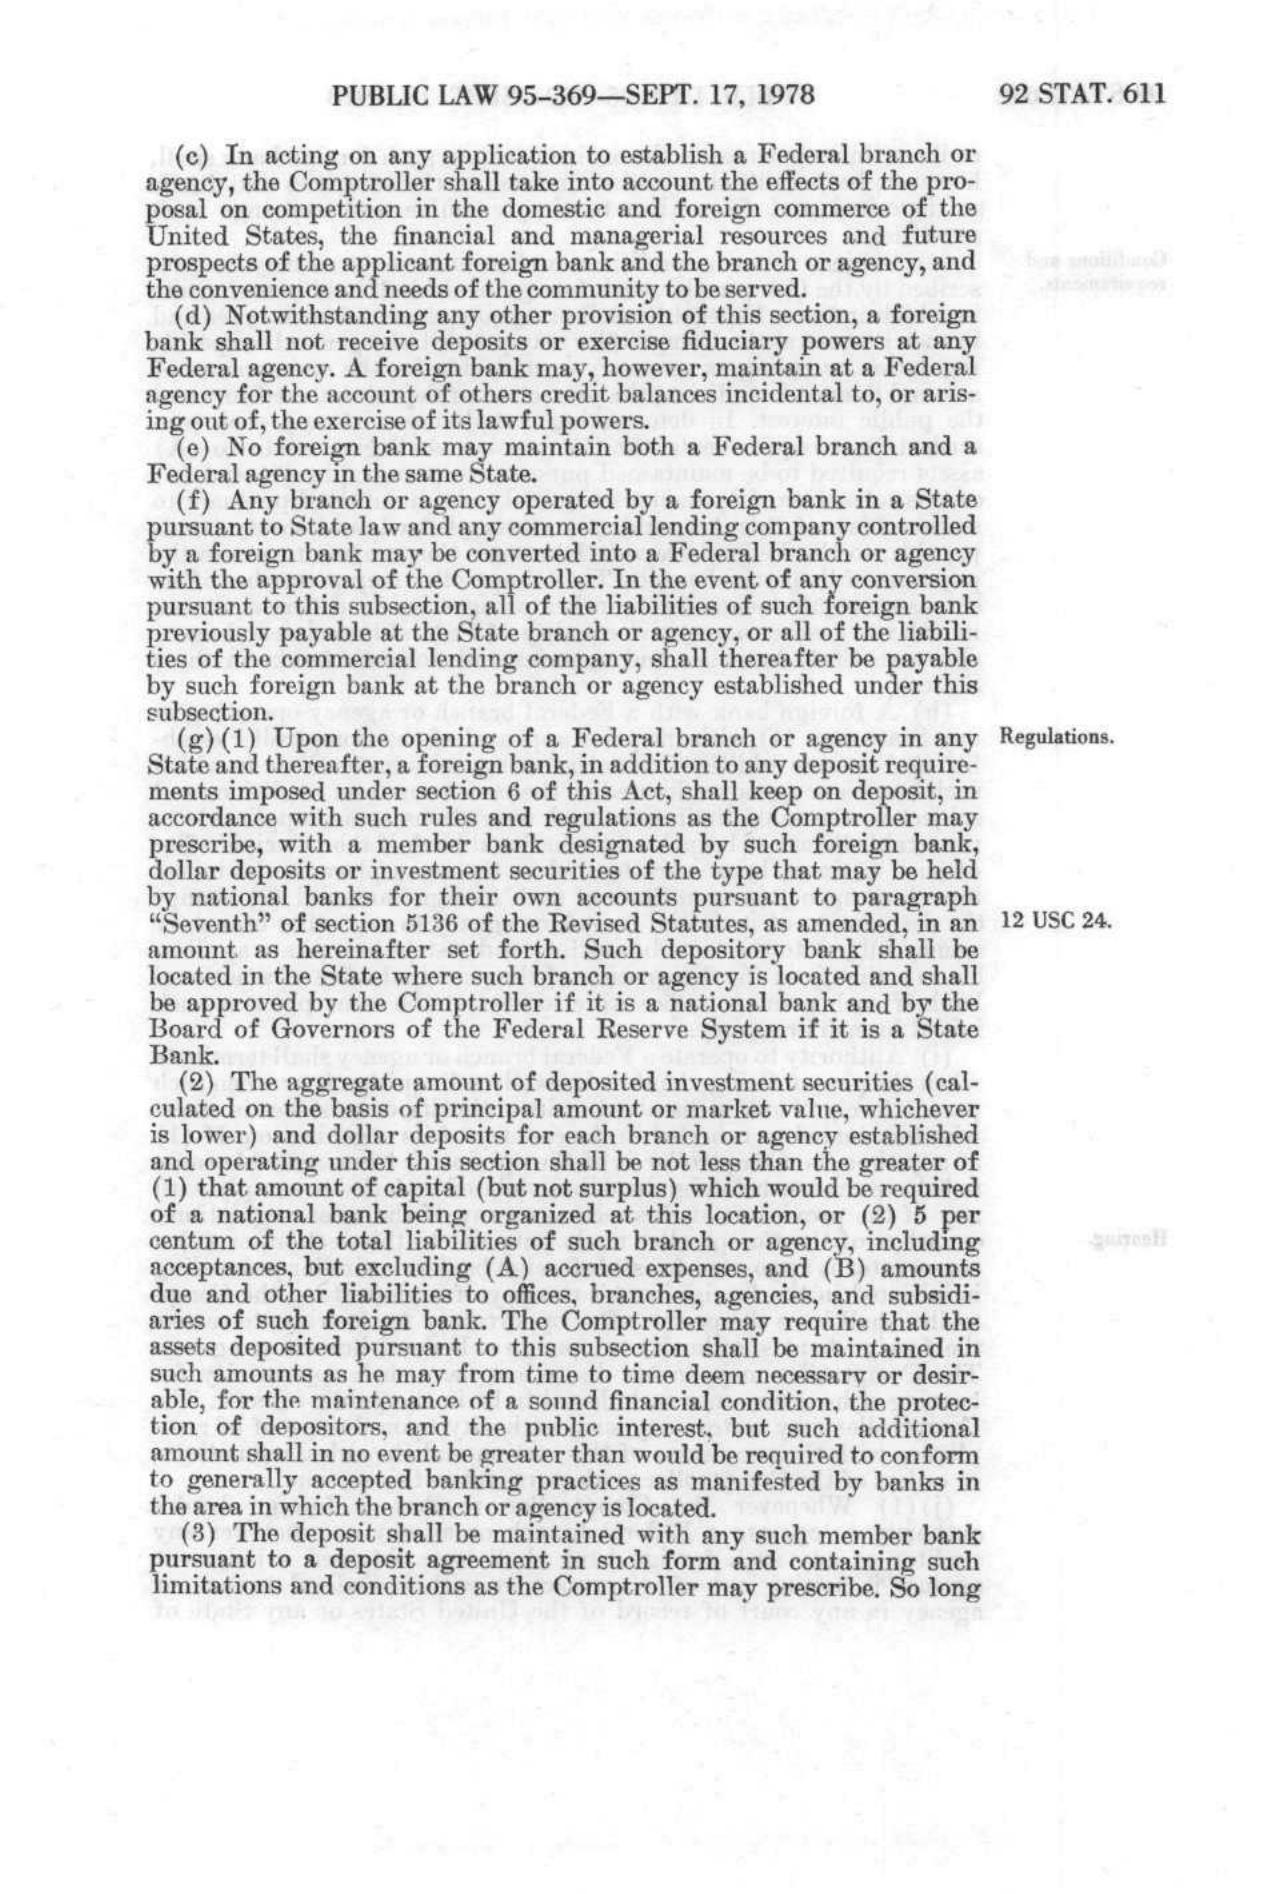 PUBLIC LAW 95–369—SEPT. 17, 1978 92 STAT. 611
(c) In acting on any application to establish a Federal branch or
agency, the Comptroller shall take into account the effects of the pro-
posal on competition in the domestic and foreign commerce of the
United States, the financial and managerial resources and future
prospects of the applicant foreign bank and the branch or agency, and
the convenience and needs of the community to be served.
(d) Notwithstanding any other provision of this section, a foreign
bank shall not receive deposits or exercise fiduciary powers at any
Federal agency. A foreign bank may, however, maintain at a Federal
agency for the account of others credit balances incidental to, or aris-
ing out of, the exercise of its lawful powers.
(e) No foreign bank may maintain both a Federal branch and a
Federal agency in the same State.
(f) Any branch or agency operated by a foreign bank in a State
pursuant to State law and any commercial lending company controlled
by a foreign bank may be converted into a Federal branch or agency
with the approval of the Comptroller. In the event of any conversion
pursuant to this subsection, all of the liabilities of such foreign bank
previously payable at the State branch or agency, or all of the liabili-
ties of the commercial lending company, shall thereafter be payable
by such foreign bank at the branch or agency established under this
subsection.
(g) (1) Upon the opening of a Federal branch or agency in any Regulations.
State and thereafter, a foreign bank, in addition to any deposit require-
ments imposed under section 6 of this Act, shall keep on deposit, in
accordance with such rules and regulations as the Comptroller may
prescribe, with a member bank designated by such foreign bank,
dollar deposits or investment securities of the type that may be held
by national banks for their own accounts pursuant to paragraph
“Seventh” of section 5136 of the Revised Statutes, as amended, in an 12 USC 24.
amount as hereinafter set forth. Such depository bank shall be
located in the State where such branch or agency is located and shall
be approved by the Comptroller if it is a national bank and by the
Board of Governors of the Federal Reserve System if it is a State
Bank.
(2) The aggregate amount of deposited investment securities (cal-
culated on the basis of principal amount or market value, whichever
is lower) and dollar deposits for each branch or agency established
and operating under this section shall be not less than the greater of
(1) that amount of capital (but not surplus) which would be required
of a national bank being organized at this location, or (2) 5 per
centum of the total liabilities of such branch or agency, including
acceptances, but excluding (A) accrued expenses, and (B) amounts
due and other liabilities to offices, branches, agencies, and subsidi-
aries of such foreign bank. The Comptroller may require that the
assets deposited pursuant to this subsection shall be maintained in
such amounts as he may from time to time deem necessary or desir-
able, for the maintenance of a sound financial condition, the protec-
tion of depositors, and the public interest, but such additional
amount shall in no event be greater than would be required to conform
to generally accepted banking practices as manifested by banks in
the area in which the branch or agency is located.
(3) The deposit shall be maintained with any such member bank
pursuant to a deposit agreement in such form and containing such
limitations and conditions as the Comptroller may prescribe. So long